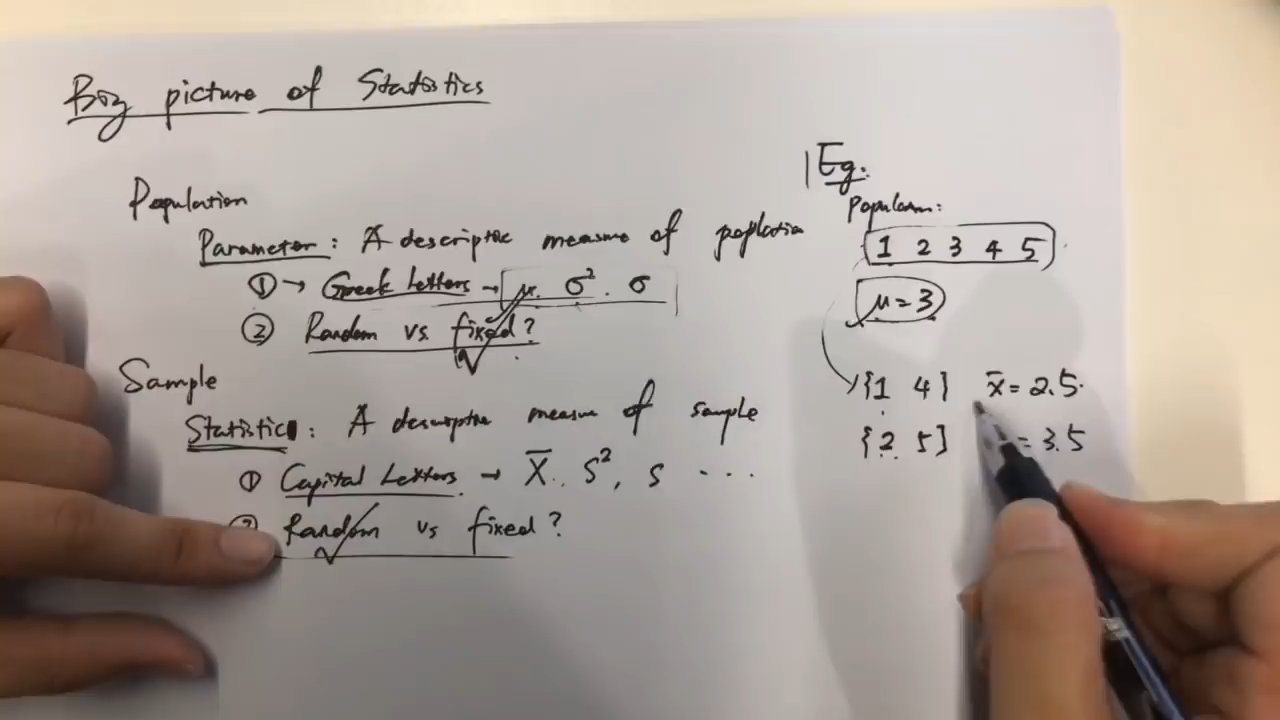 Big picture of Statistics
Population
Parameter: A descriptive measure of population
① → Greek Letters → μ. σ². σ
② Random vs. fixed?
Sample
Statistic: A descriptive measure of sample
① Capital Letters → X̄., S², S ...
② Random vs fixed?
Eg.
Population:
1 2 3 4 5
μ = 3
{1 4} x̄ = 2.5
{2 5} = 3.5